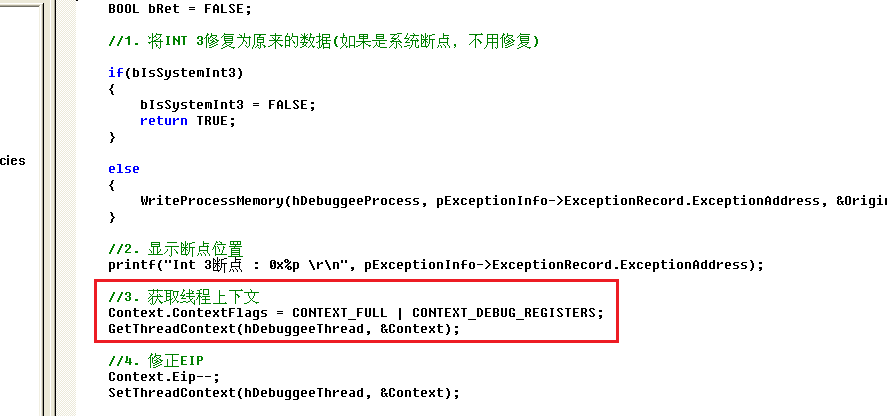 BOOL bRet = FALSE;
//1. 将INT 3修复为原来的数据(如果是系统断点，不用修复)
if(bIsSystemInt3)
{
bIsSystemInt3 = FALSE;
return TRUE;
}
cies
else
{
WriteProcessMemory(hDebuggeeProcess, pExceptionInfo->ExceptionRecord.ExceptionAddress, &Origin
}
//2. 显示断点位置
printf("Int 3断点 : 0x%p \r\n", pExceptionInfo->ExceptionRecord.ExceptionAddress);
//3. 获取线程上下文
Context.ContextFlags = CONTEXT_FULL | CONTEXT_DEBUG_REGISTERS;
GetThreadContext(hDebuggeeThread, &Context);
//4. 修正EIP
Context.Eip--;
SetThreadContext(hDebuggeeThread, &Context);